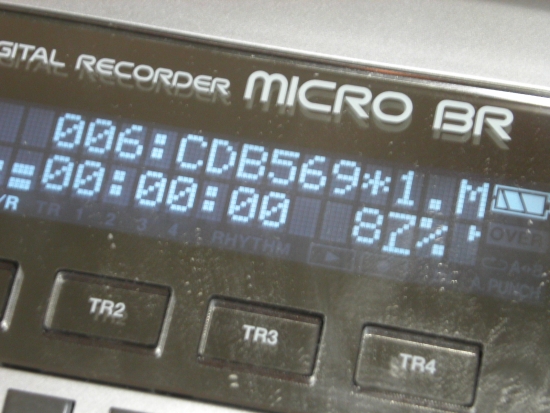 GITAL RECORDER MICRO BR
006:CDB569*1.M
=00:00:00 87%
YR TR 1 2 3 4 RHYTHM OVER
A PUNCH
TR2 TR3 TR4